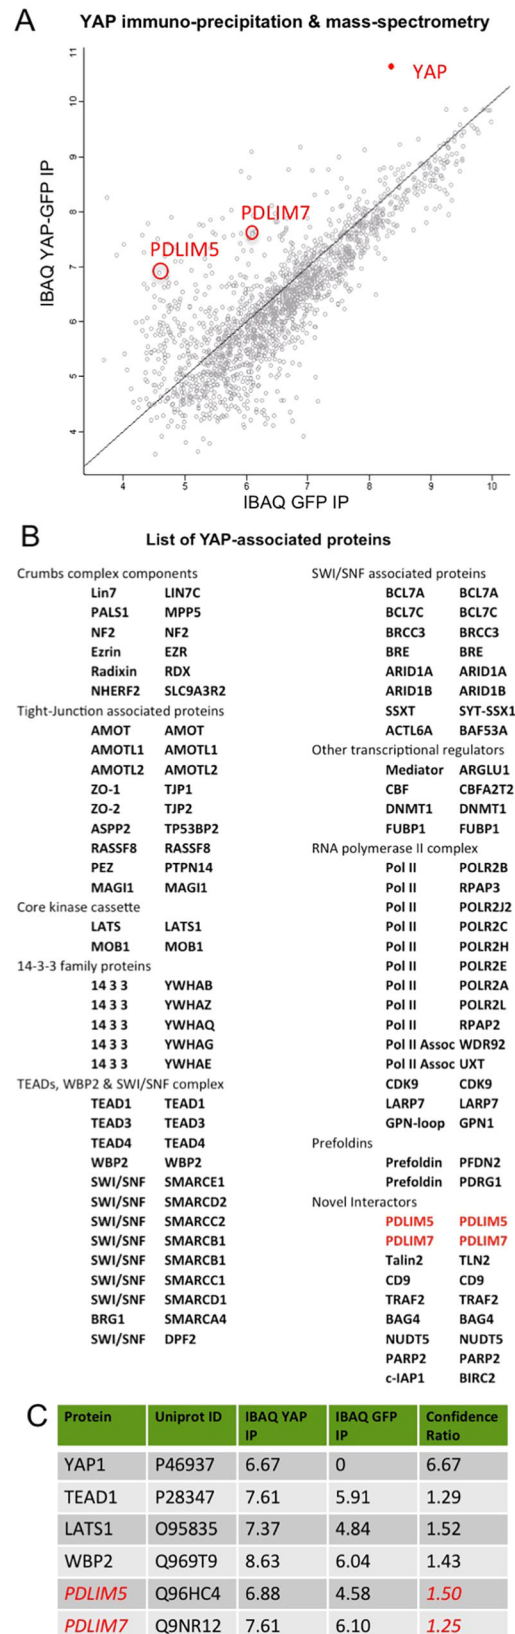 A
YAP immuno-precipitation & mass-spectrometry
IBAQ YAP-GFP IP
11
10
9
8
7
6
5
4
YAP
PDLIM7
PDLIM5
4 5 6 7 8 9 10
IBAQ GFP IP
B
List of YAP-associated proteins
Crumbs complex components
Lin7 LIN7C
PALS1 MPP5
NF2 NF2
Ezrin EZR
Radixin RDX
NHERF2 SLC9A3R2
Tight-Junction associated proteins
AMOT AMOT
AMOTL1 AMOTL1
AMOTL2 AMOTL2
ZO-1 TJP1
ZO-2 TJP2
ASPP2 TP53BP2
RASSF8 RASSF8
PEZ PTPN14
MAGI1 MAGI1
Core kinase cassette
LATS LATS1
MOB1 MOB1
14-3-3 family proteins
14 3 3 YWHAB
14 3 3 YWHAZ
14 3 3 YWHAQ
14 3 3 YWHAG
14 3 3 YWHAE
TEADs, WBP2 & SWI/SNF complex
TEAD1 TEAD1
TEAD3 TEAD3
TEAD4 TEAD4
WBP2 WBP2
SWI/SNF SMARCE1
SWI/SNF SMARCD2
SWI/SNF SMARCC2
SWI/SNF SMARCB1
SWI/SNF SMARCB1
SWI/SNF SMARCC1
SWI/SNF SMARCD1
BRG1 SMARCA4
SWI/SNF DPF2
SWI/SNF associated proteins
BCL7A BCL7A
BCL7C BCL7C
BRCC3 BRCC3
BRE BRE
ARID1A ARID1A
ARID1B ARID1B
SSXT SYT-SSX1
ACTL6A BAF53A
Other transcriptional regulators
Mediator ARGLU1
CBF CBFA2T2
DNMT1 DNMT1
FUBP1 FUBP1
RNA polymerase II complex
Pol II POLR2B
Pol II RPAP3
Pol II POLR2J2
Pol II POLR2C
Pol II POLR2H
Pol II POLR2E
Pol II POLR2A
Pol II POLR2L
Pol II RPAP2
Pol II Assoc WDR92
Pol II Assoc UXT
CDK9 CDK9
LARP7 LARP7
GPN-loop GPN1
Prefoldins
Prefoldin PFDN2
Prefoldin PDRG1
Novel Interactors
PDLIM5 PDLIM5
PDLIM7 PDLIM7
Talin2 TLN2
CD9 CD9
TRAF2 TRAF2
BAG4 BAG4
NUDT5 NUDT5
PARP2 PARP2
c-IAP1 BIRC2
C
Protein Uniprot ID IBAQ YAP IP IBAQ GFP IP Confidence Ratio
YAP1 P46937 6.67 0 6.67
TEAD1 P28347 7.61 5.91 1.29
LATS1 O95835 7.37 4.84 1.52
WBP2 Q969T9 8.63 6.04 1.43
PDLIM5 Q96HC4 6.88 4.58 1.50
PDLIM7 Q9NR12 7.61 6.10 1.25